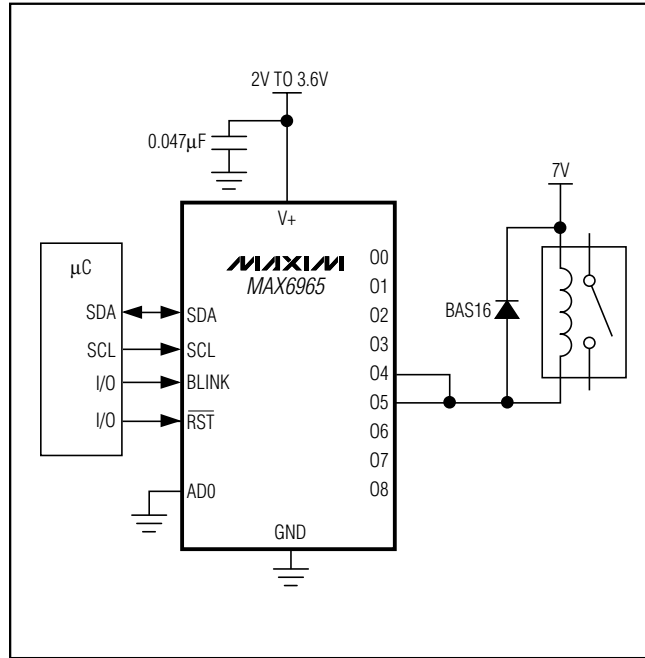 2V TO 3.6V
0.047µF
7V
V+
MAXIM
MAX6965
µC
SDA
SCL
I/O
I/O
SDA
SCL
BLINK
RST
AD0
GND
O0
O1
O2
O3
O4
O5
O6
O7
O8
BAS16